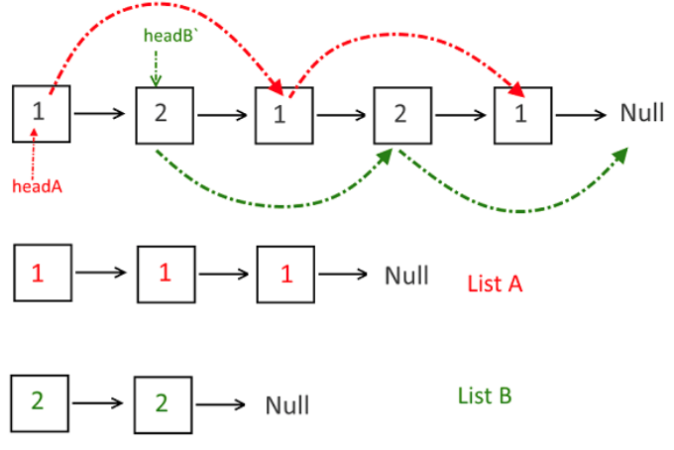 headB`
1 2 1 2 1 Null
headA
1 1 1 Null List A
2 2 Null List B